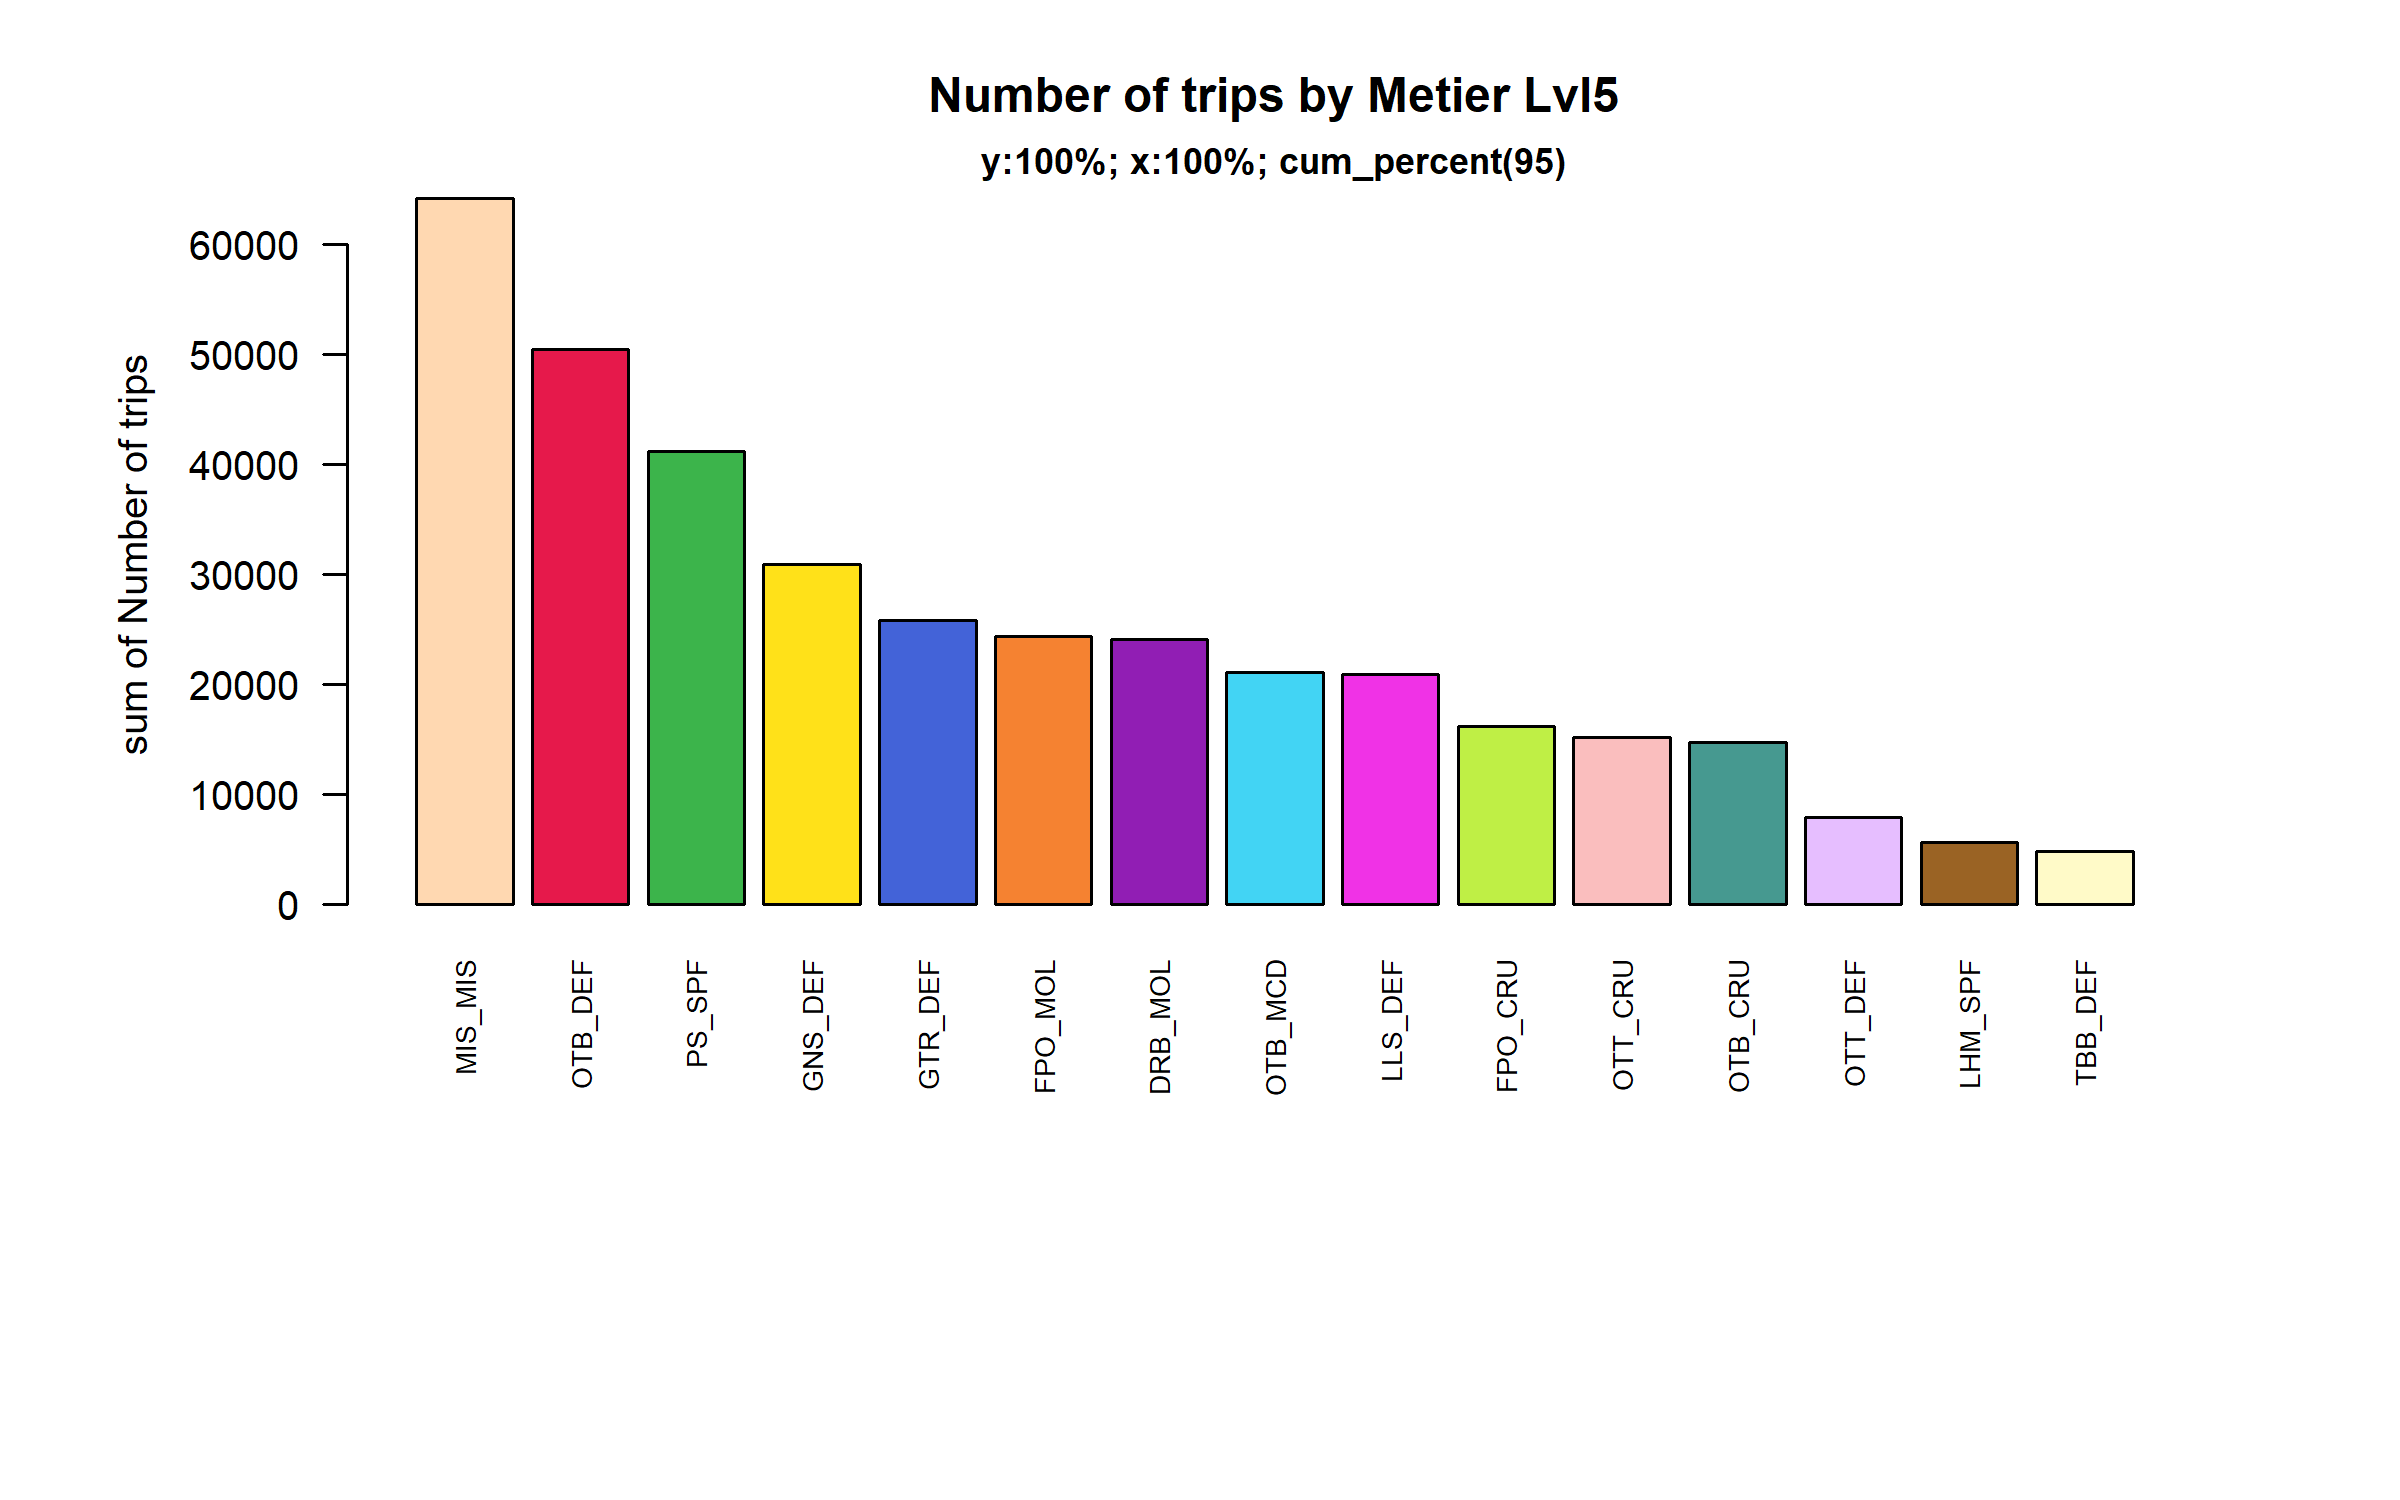 Number of trips by Metier Lvl5
y:100%; x:100%; cum_percent(95)
sum of Number of trips
60000
50000
40000
30000
20000
10000
0
MIS_MIS
OTB_DEF
PS_SPF
GNS_DEF
GTR_DEF
FPO_MOL
DRB_MOL
OTB_MCD
LLS_DEF
FPO_CRU
OTT_CRU
OTB_CRU
OTT_DEF
LHM_SPF
TBB_DEF